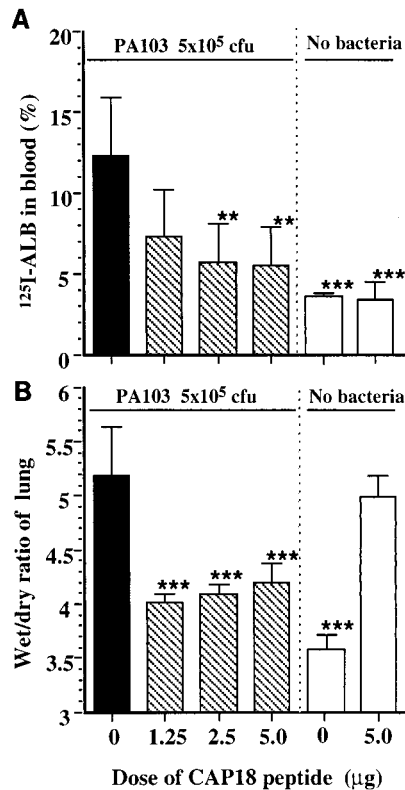 A
PA103 5x10⁵ cfu
No bacteria
¹²⁵I-ALB in blood (%)
20
15
10
5
0
**
**
***
***
B
PA103 5x10⁵ cfu
No bacteria
Wet/dry ratio of lung
6
5.5
5
4.5
4
3.5
3
***
***
***
***
0 1.25 2.5 5.0 0 5.0
Dose of CAP18 peptide (µg)